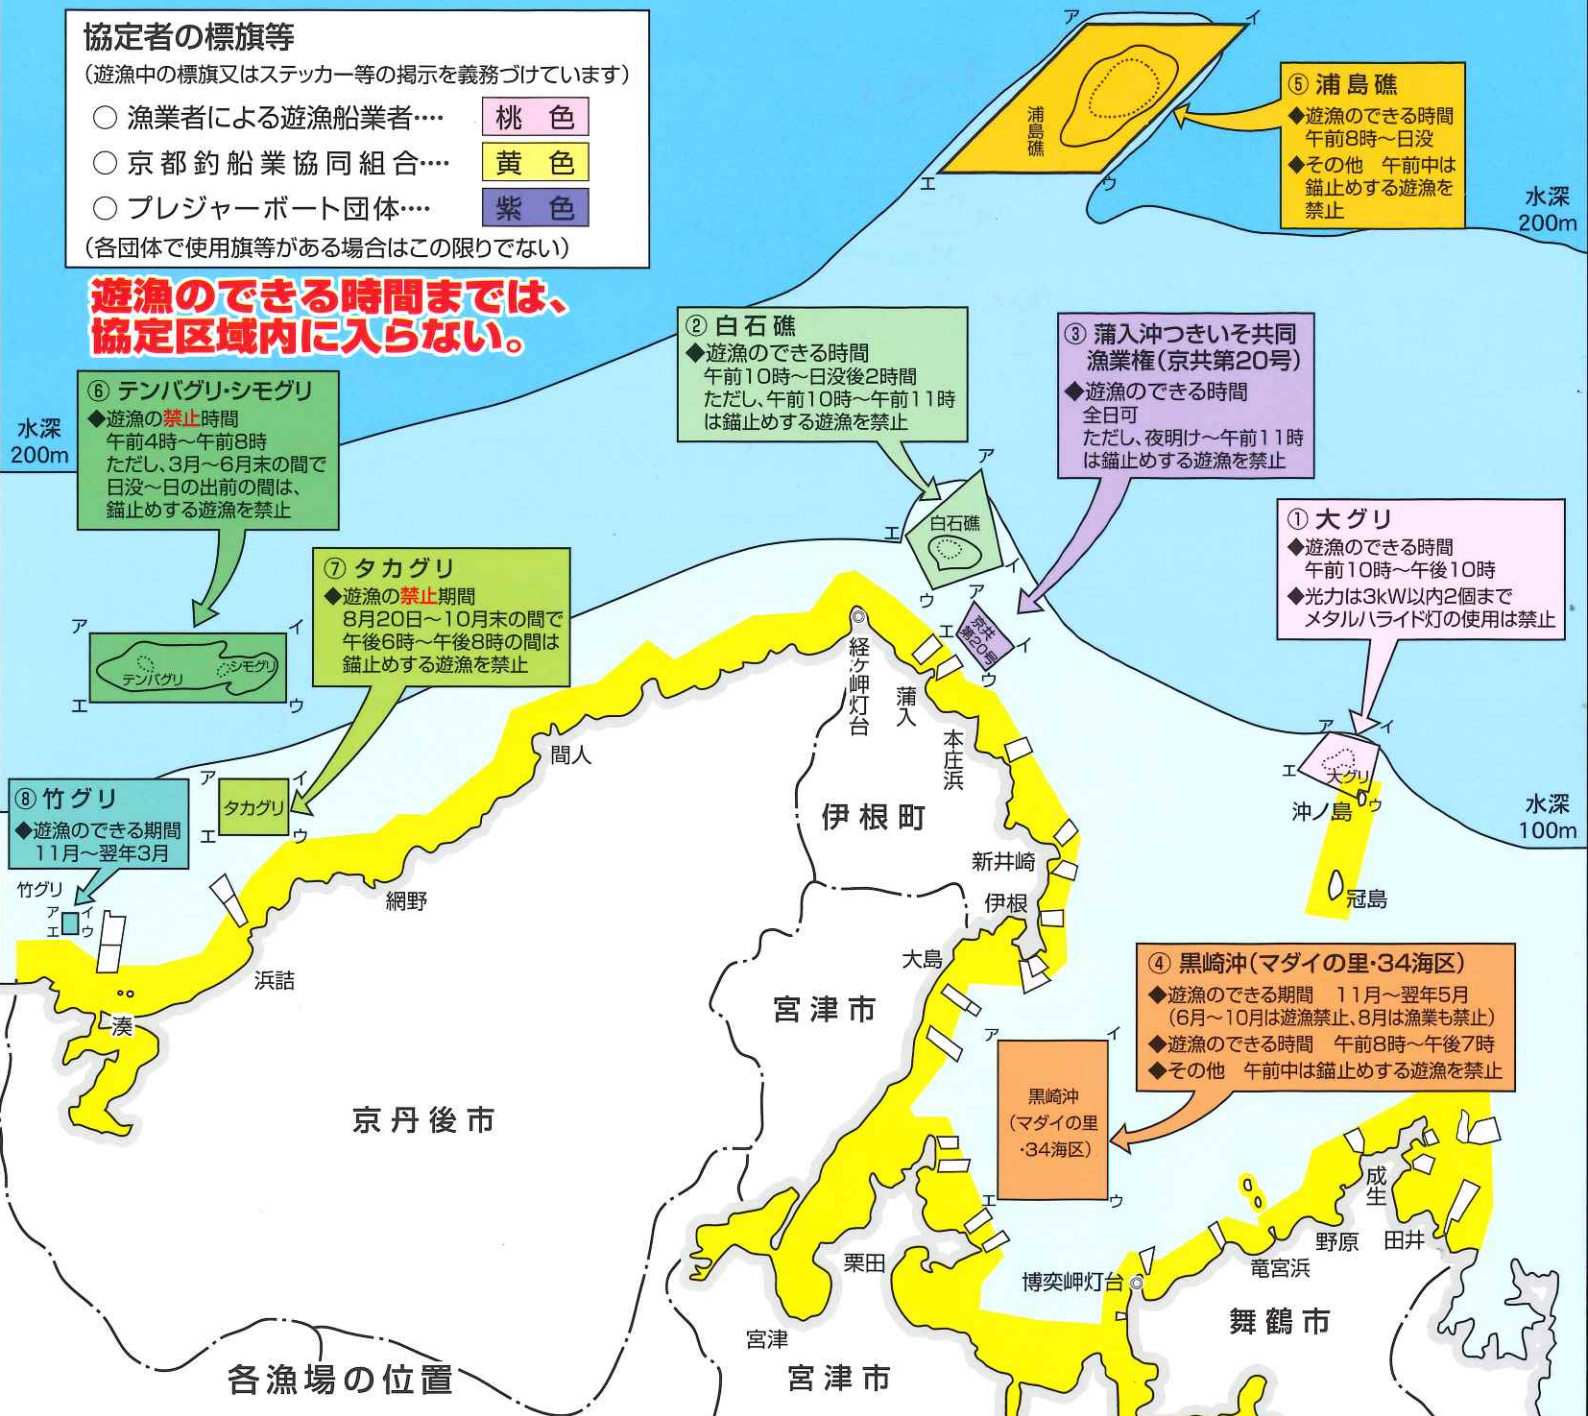 協定者の標旗等
（遊漁中の標旗又はステッカー等の掲示を義務づけています）
○ 漁業者による遊漁船業者‥‥ 桃 色
○ 京都釣船業協同組合‥‥ 黄 色
○ プレジャーボート団体‥‥ 紫 色
（各団体で使用旗等がある場合はこの限りでない）
遊漁のできる時間までは、
協定区域内に入らない。
ア
イ
浦島礁
エ
ウ
⑤ 浦島礁
◆遊漁のできる時間
午前8時～日没
◆その他 午前中は
錨止めする遊漁を
禁止
水深
200m
② 白石礁
◆遊漁のできる時間
午前10時～日没後2時間
ただし、午前10時～午前11時
は錨止めする遊漁を禁止
③ 蒲入沖つきいそ共同
漁業権（京共第20号）
◆遊漁のできる時間
全日可
ただし、夜明け～午前11時
は錨止めする遊漁を禁止
⑥ テンバグリ・シモグリ
◆遊漁の禁止時間
午前4時～午前8時
ただし、3月～6月末の間で
日没～日の出前の間は、
錨止めする遊漁を禁止
水深
200m
ア
エ
白石礁
イ
ウ
① 大グリ
◆遊漁のできる時間
午前10時～午後10時
◆光力は3kW以内2個まで
メタルハライド灯の使用は禁止
⑦ タカグリ
◆遊漁の禁止期間
8月20日～10月末の間で
午後6時～午後8時の間は
錨止めする遊漁を禁止
ア
イ
テンバグリ
シモグリ
エ
ウ
ア
エ
京共
第20号
イ
ウ
経ヶ岬灯台
蒲入
本庄浜
間人
ア
イ
エ
大グリ
ウ
沖ノ島
冠島
水深
100m
⑧ 竹グリ
◆遊漁のできる期間
11月～翌年3月
ア
イ
タカグリ
エ
ウ
伊根町
新井崎
伊根
網野
竹グリ
ア
イ
エ
ウ
大島
浜詰
湊
宮津市
京丹後市
④ 黒崎沖（マダイの里・34海区）
◆遊漁のできる期間 11月～翌年5月
（6月～10月は遊漁禁止、8月は漁業も禁止）
◆遊漁のできる時間 午前8時～午後7時
◆その他 午前中は錨止めする遊漁を禁止
ア
イ
黒崎沖
（マダイの里
・34海区）
エ
ウ
成生
野原
田井
竜宮浜
栗田
博奕岬灯台
舞鶴市
宮津
宮津市
各漁場の位置